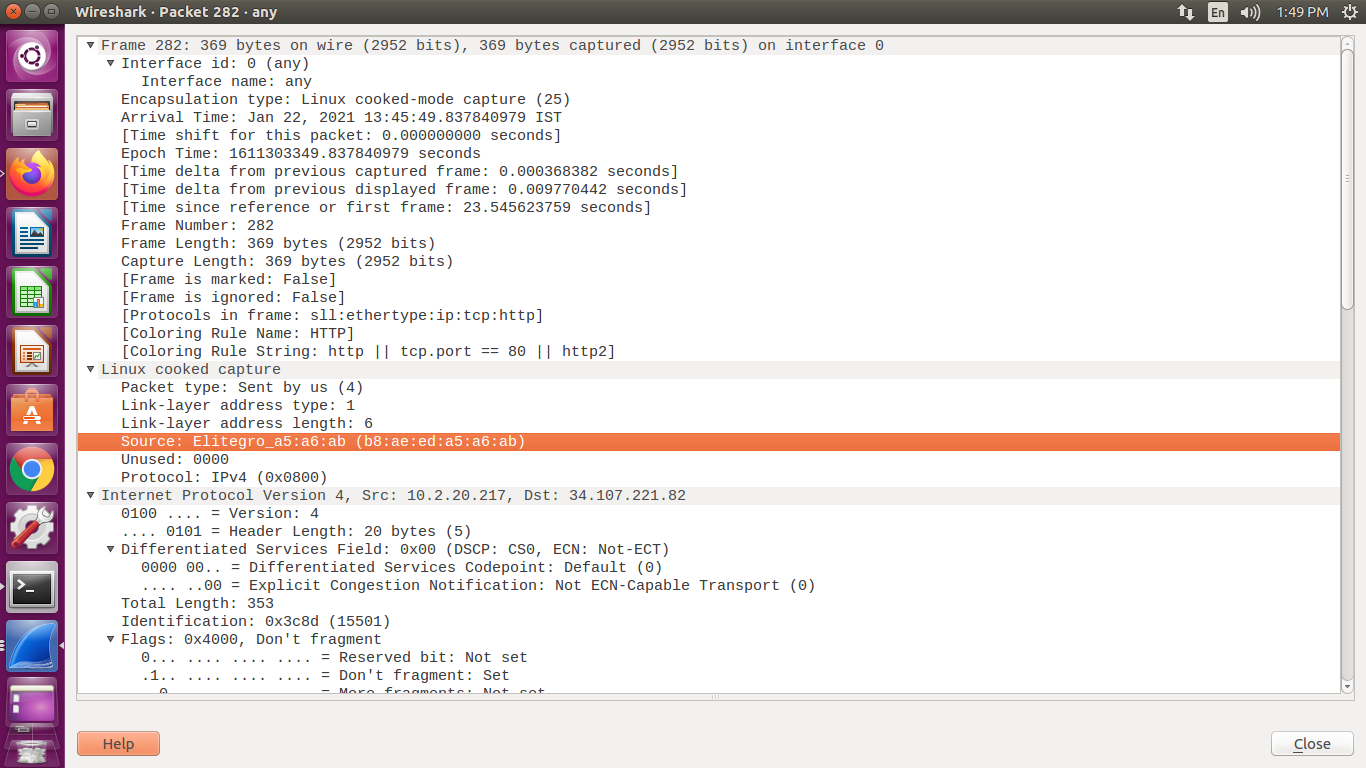 Wireshark · Packet 282 · any
En
1:49 PM
Frame 282: 369 bytes on wire (2952 bits), 369 bytes captured (2952 bits) on interface 0
Interface id: 0 (any)
Interface name: any
Encapsulation type: Linux cooked-mode capture (25)
Arrival Time: Jan 22, 2021 13:45:49.837840979 IST
[Time shift for this packet: 0.000000000 seconds]
Epoch Time: 1611303349.837840979 seconds
[Time delta from previous captured frame: 0.000368382 seconds]
[Time delta from previous displayed frame: 0.009770442 seconds]
[Time since reference or first frame: 23.545623759 seconds]
Frame Number: 282
Frame Length: 369 bytes (2952 bits)
Capture Length: 369 bytes (2952 bits)
[Frame is marked: False]
[Frame is ignored: False]
[Protocols in frame: sll:ethertype:ip:tcp:http]
[Coloring Rule Name: HTTP]
[Coloring Rule String: http || tcp.port == 80 || http2]
Linux cooked capture
Packet type: Sent by us (4)
Link-layer address type: 1
Link-layer address length: 6
Source: Elitegro_a5:a6:ab (b8:ae:ed:a5:a6:ab)
Unused: 0000
Protocol: IPv4 (0x0800)
Internet Protocol Version 4, Src: 10.2.20.217, Dst: 34.107.221.82
0100 .... = Version: 4
.... 0101 = Header Length: 20 bytes (5)
Differentiated Services Field: 0x00 (DSCP: CS0, ECN: Not-ECT)
0000 00.. = Differentiated Services Codepoint: Default (0)
.... ..00 = Explicit Congestion Notification: Not ECN-Capable Transport (0)
Total Length: 353
Identification: 0x3c8d (15501)
Flags: 0x4000, Don't fragment
0... .... .... .... = Reserved bit: Not set
.1.. .... .... .... = Don't fragment: Set
..0. .... .... .... = More fragments: Not set
Help
Close